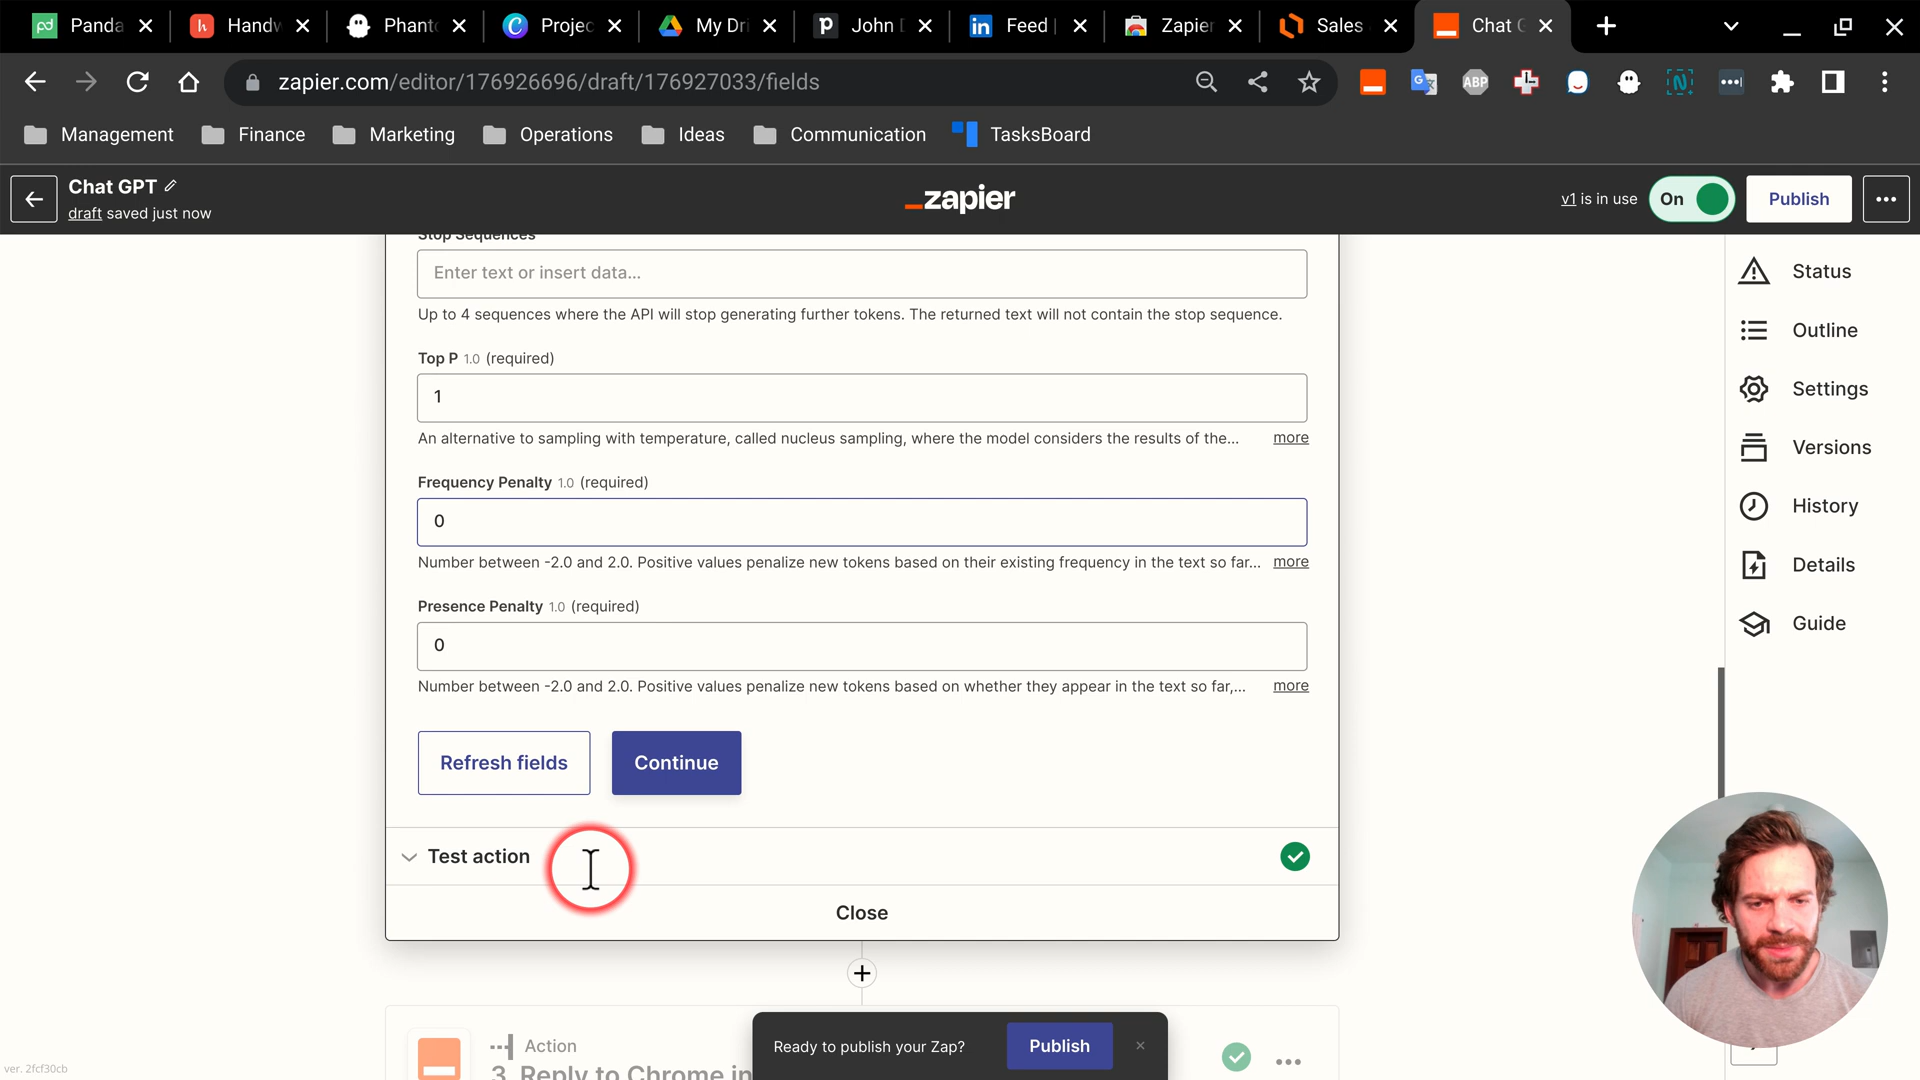 Panda
Handw
Phanto
Projec
My Dri
John D
Feed |
Zapier
Sales
Chat G
zapier.com/editor/176926696/draft/176927033/fields
ABP
Management
Finance
Marketing
Operations
Ideas
Communication
TasksBoard
Chat GPT
draft saved just now
_zapier
v1 is in use
On
Publish
Stop Sequences
Enter text or insert data...
Up to 4 sequences where the API will stop generating further tokens. The returned text will not contain the stop sequence.
Top P 1.0 (required)
1
An alternative to sampling with temperature, called nucleus sampling, where the model considers the results of the... more
Frequency Penalty 1.0 (required)
0
Number between -2.0 and 2.0. Positive values penalize new tokens based on their existing frequency in the text so far... more
Presence Penalty 1.0 (required)
0
Number between -2.0 and 2.0. Positive values penalize new tokens based on whether they appear in the text so far,... more
Refresh fields
Continue
Test action
Close
Status
Outline
Settings
Versions
History
Details
Guide
Action
3. Reply to Chrome in
Ready to publish your Zap?
Publish
ver. 2fcf30cb